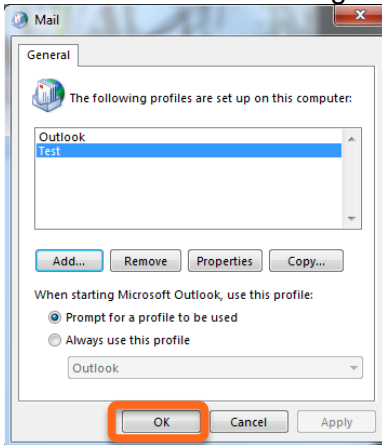 Mail
General
The following profiles are set up on this computer:
Outlook
Test
Add... Remove Properties Copy...
When starting Microsoft Outlook, use this profile:
Prompt for a profile to be used
Always use this profile
Outlook
OK Cancel Apply